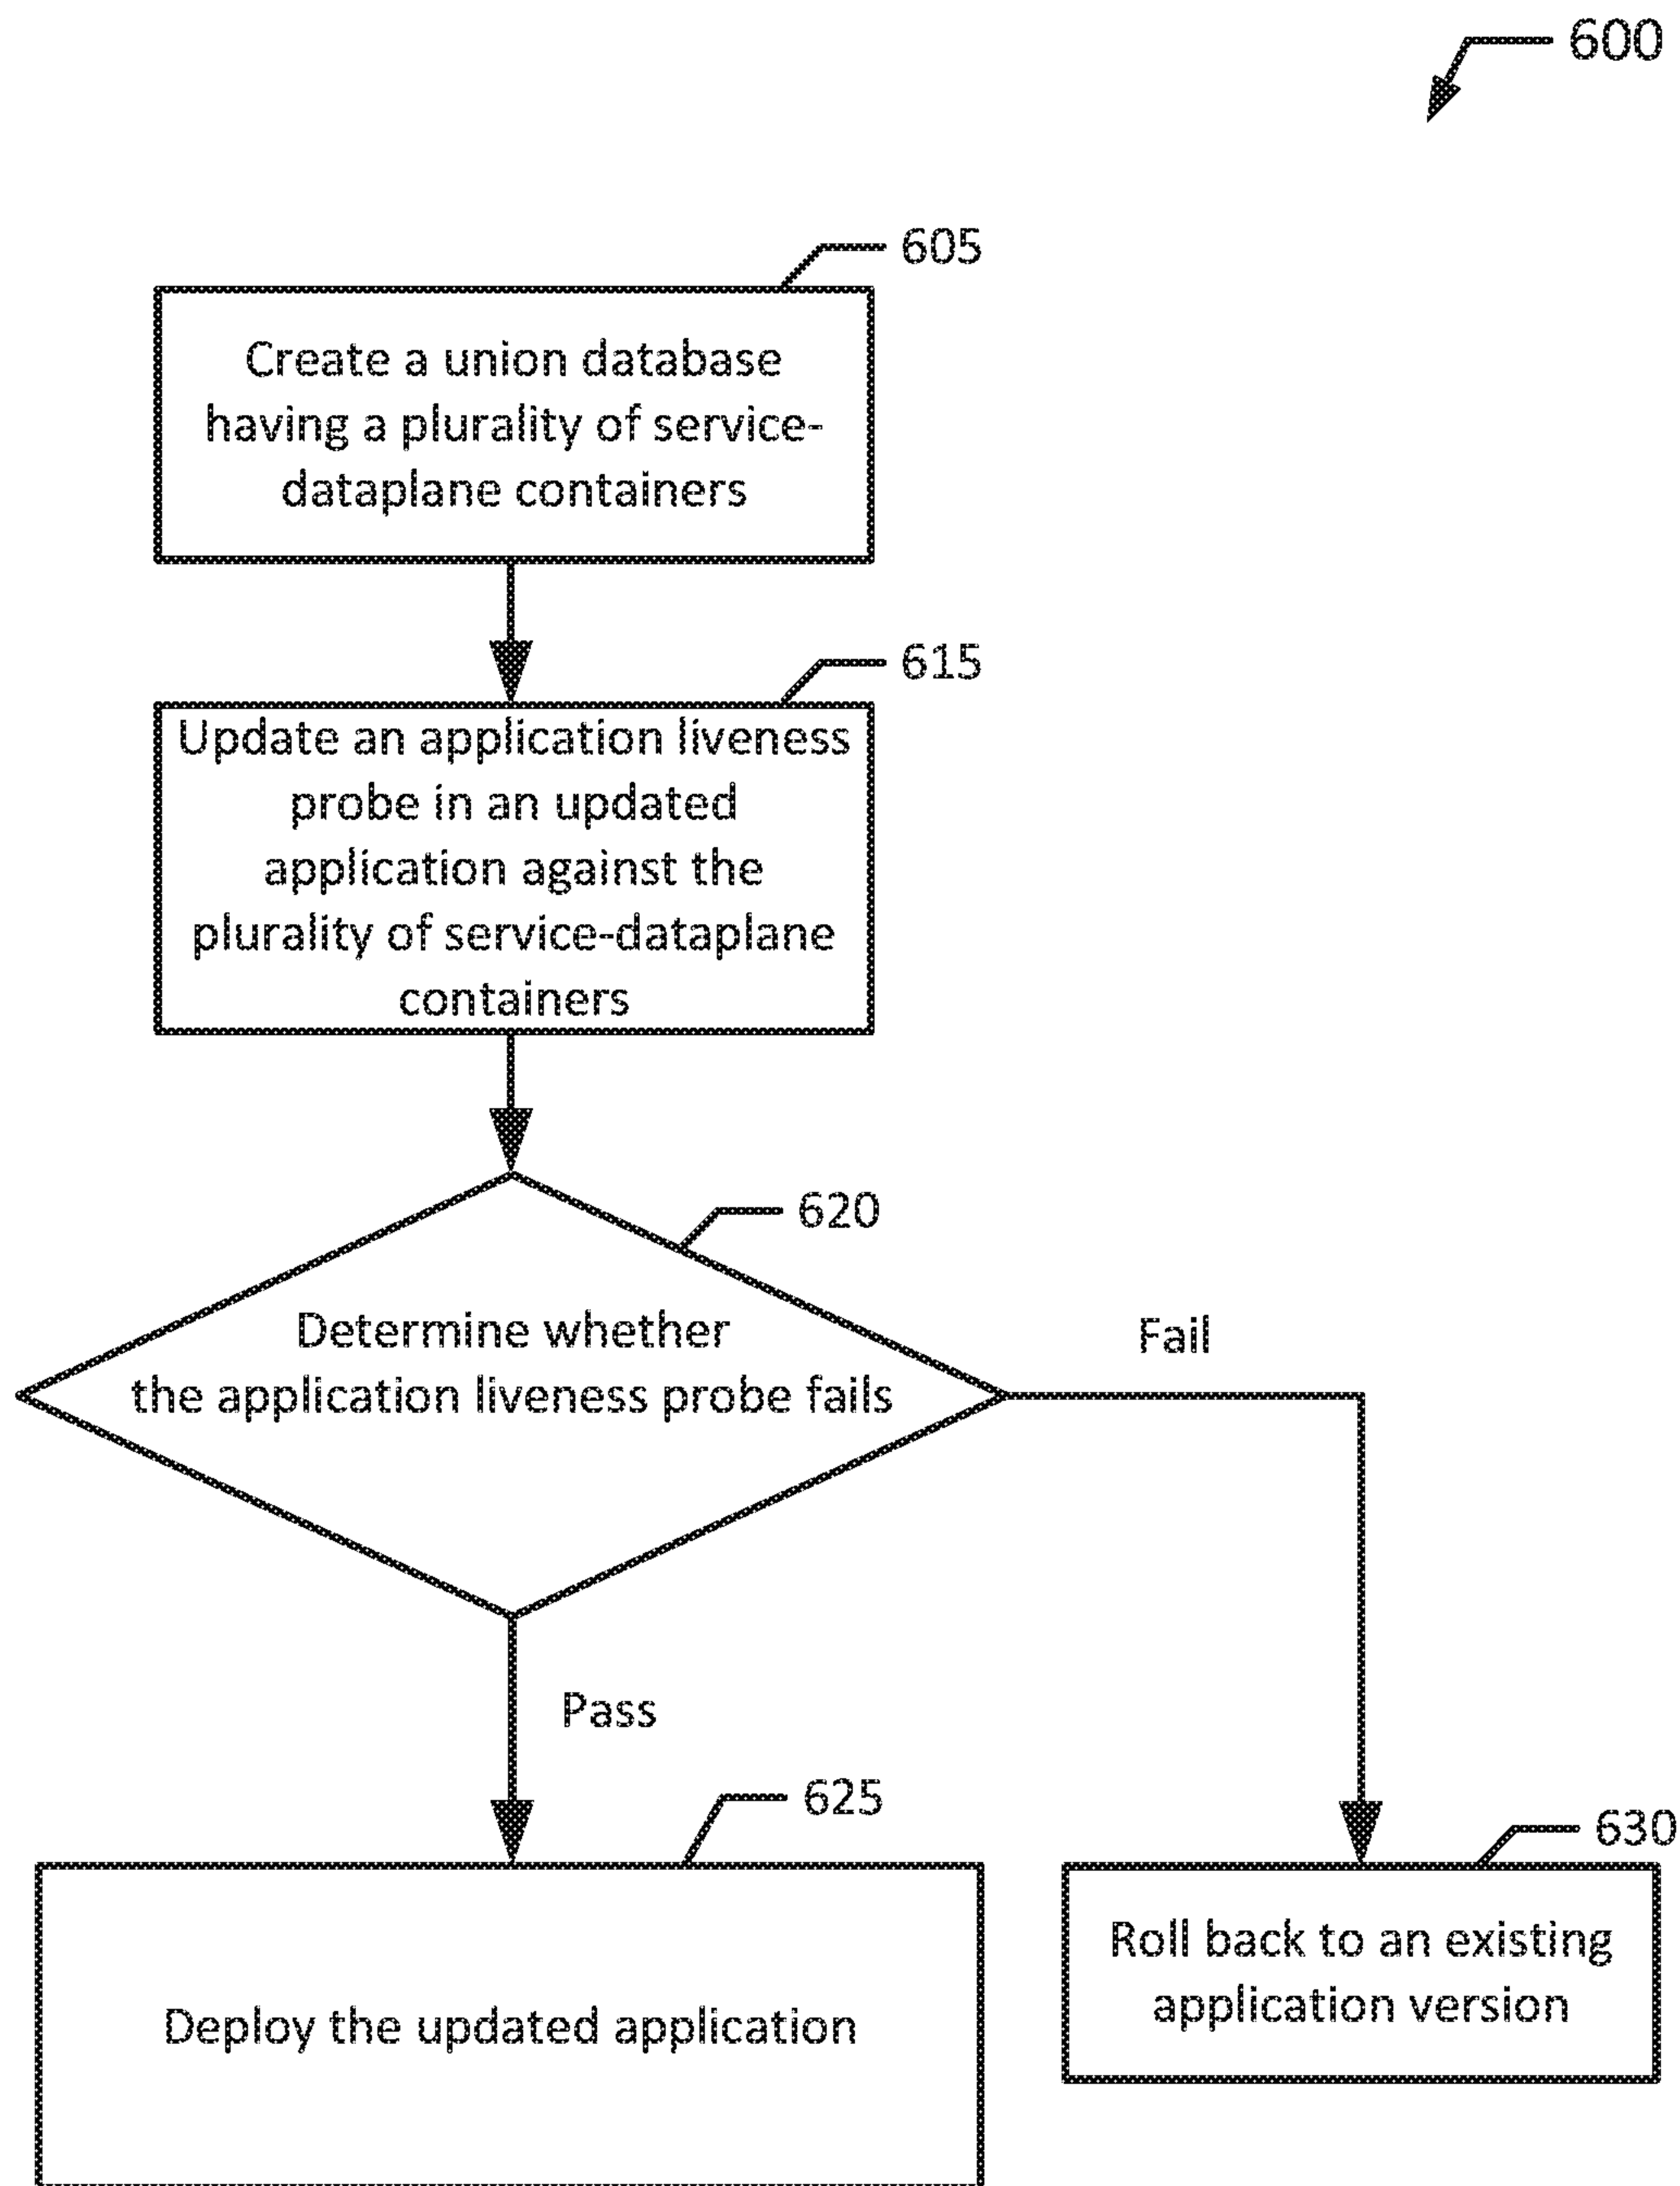 600
605
Create a union database
having a plurality of service-
dataplane containers
615
Update an application liveness
probe in an updated
application against the
plurality of service-dataplane
containers
620
Determine whether
the application liveness probe fails
Fail
Pass
625
Deploy the updated application
630
Roll back to an existing
application version